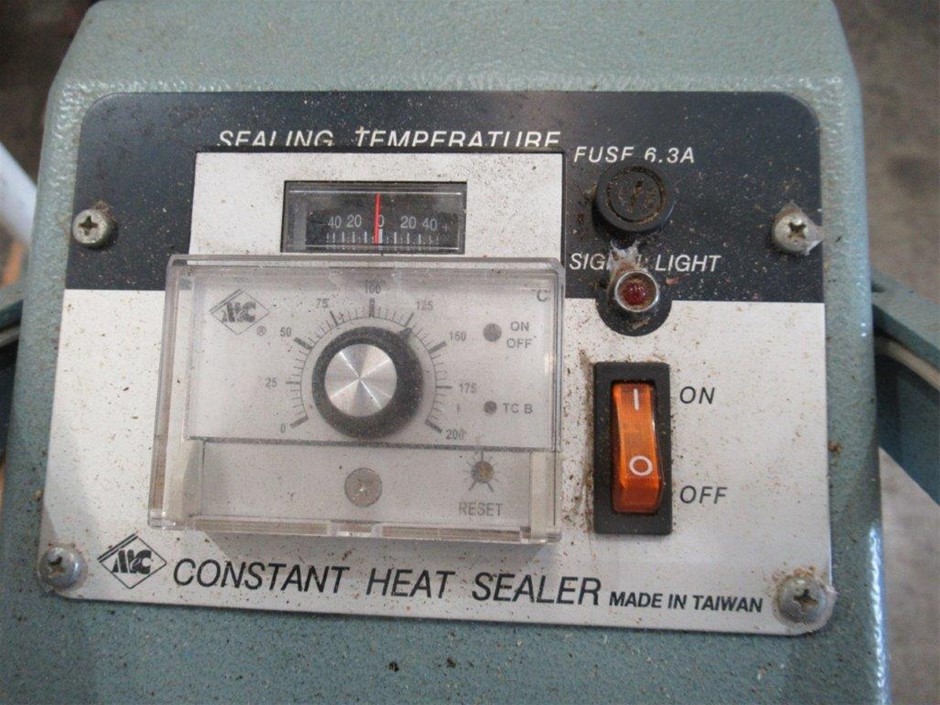 SEALING TEMPERATURE
FUSE 6.3A
40 20 0 20 40 +
SIGNAL LIGHT
°C
0 25 50 75 100 125 150 175 200
®
ON
OFF
TC B
RESET
ON
I
O
OFF
CONSTANT HEAT SEALER MADE IN TAIWAN